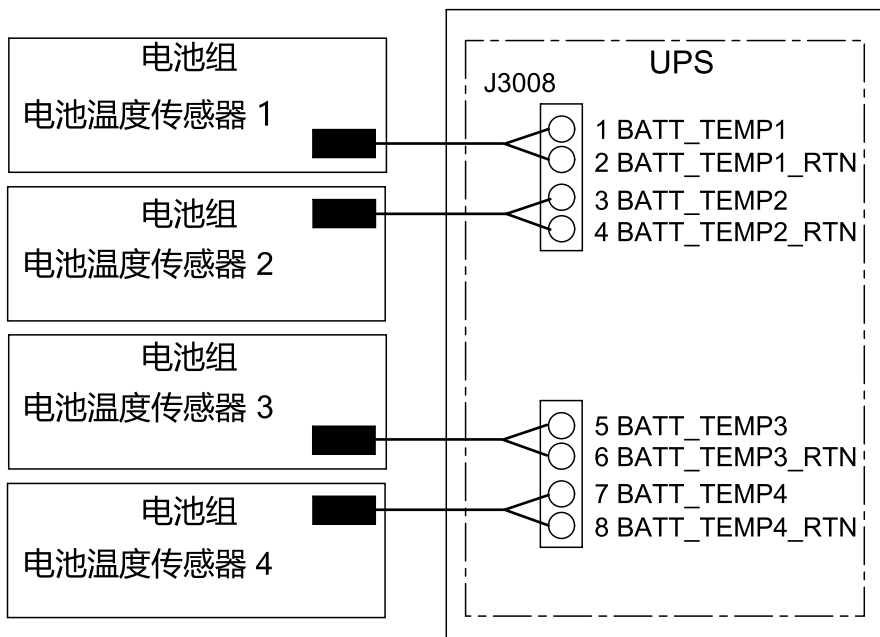 电池组
电池温度传感器 1
电池组
电池温度传感器 2
电池组
电池温度传感器 3
电池组
电池温度传感器 4
UPS
J3008
1 BATT_TEMP1
2 BATT_TEMP1_RTN
3 BATT_TEMP2
4 BATT_TEMP2_RTN
5 BATT_TEMP3
6 BATT_TEMP3_RTN
7 BATT_TEMP4
8 BATT_TEMP4_RTN